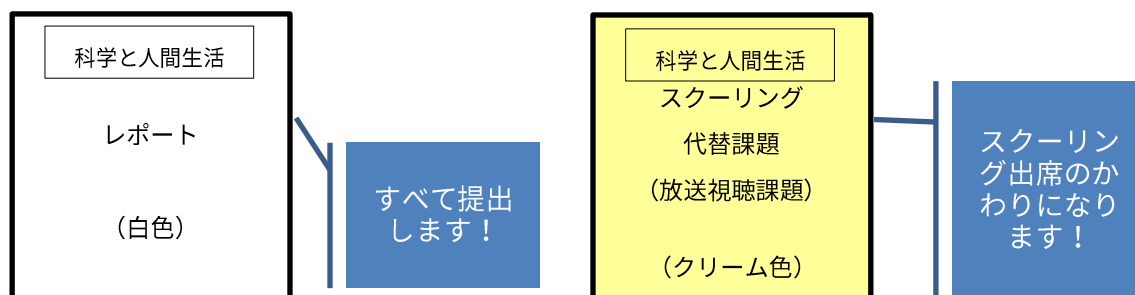 科学と人間生活
レポート
（白色）
すべて提出
します！
科学と人間生活
スクーリング
代替課題
（放送視聴課題）
（クリーム色）
スクーリン
グ出席のか
わりになり
ます！